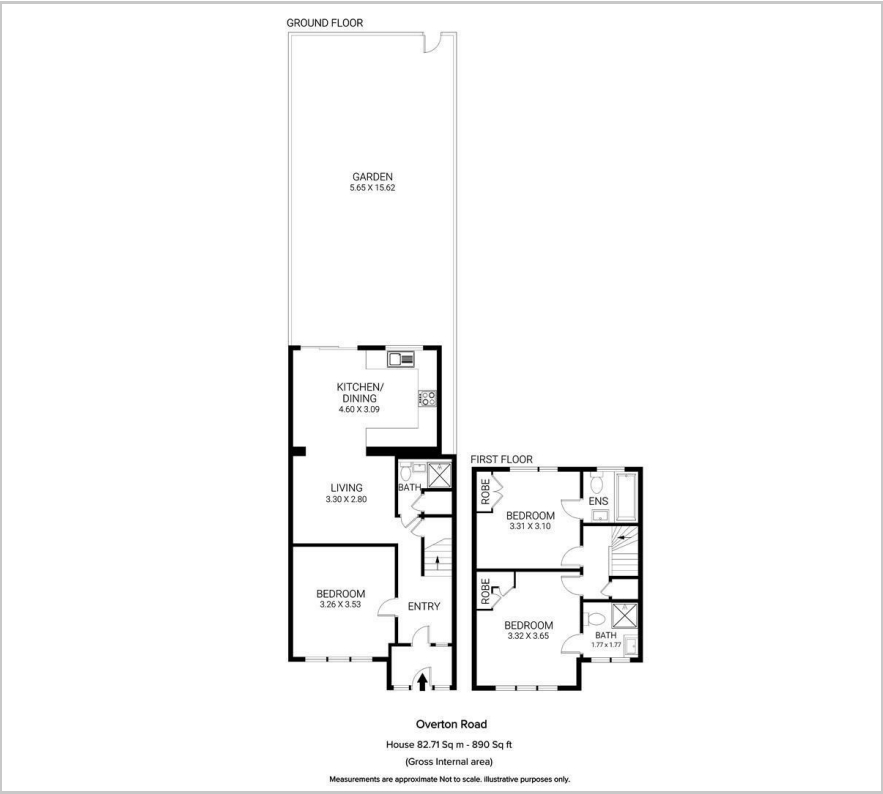 GROUND FLOOR
GARDEN
5.65 X 15.62
KITCHEN/
DINING
4.60 X 3.09
LIVING
3.30 X 2.80
BATH
BEDROOM
3.26 X 3.53
ENTRY
FIRST FLOOR
ROBE
BEDROOM
3.31 X 3.10
ENS
ROBE
BEDROOM
3.32 X 3.65
BATH
1.77 x 1.77
Overton Road
House 82.71 Sq m - 890 Sq ft
(Gross Internal area)
Measurements are approximate Not to scale. illustrative purposes only.